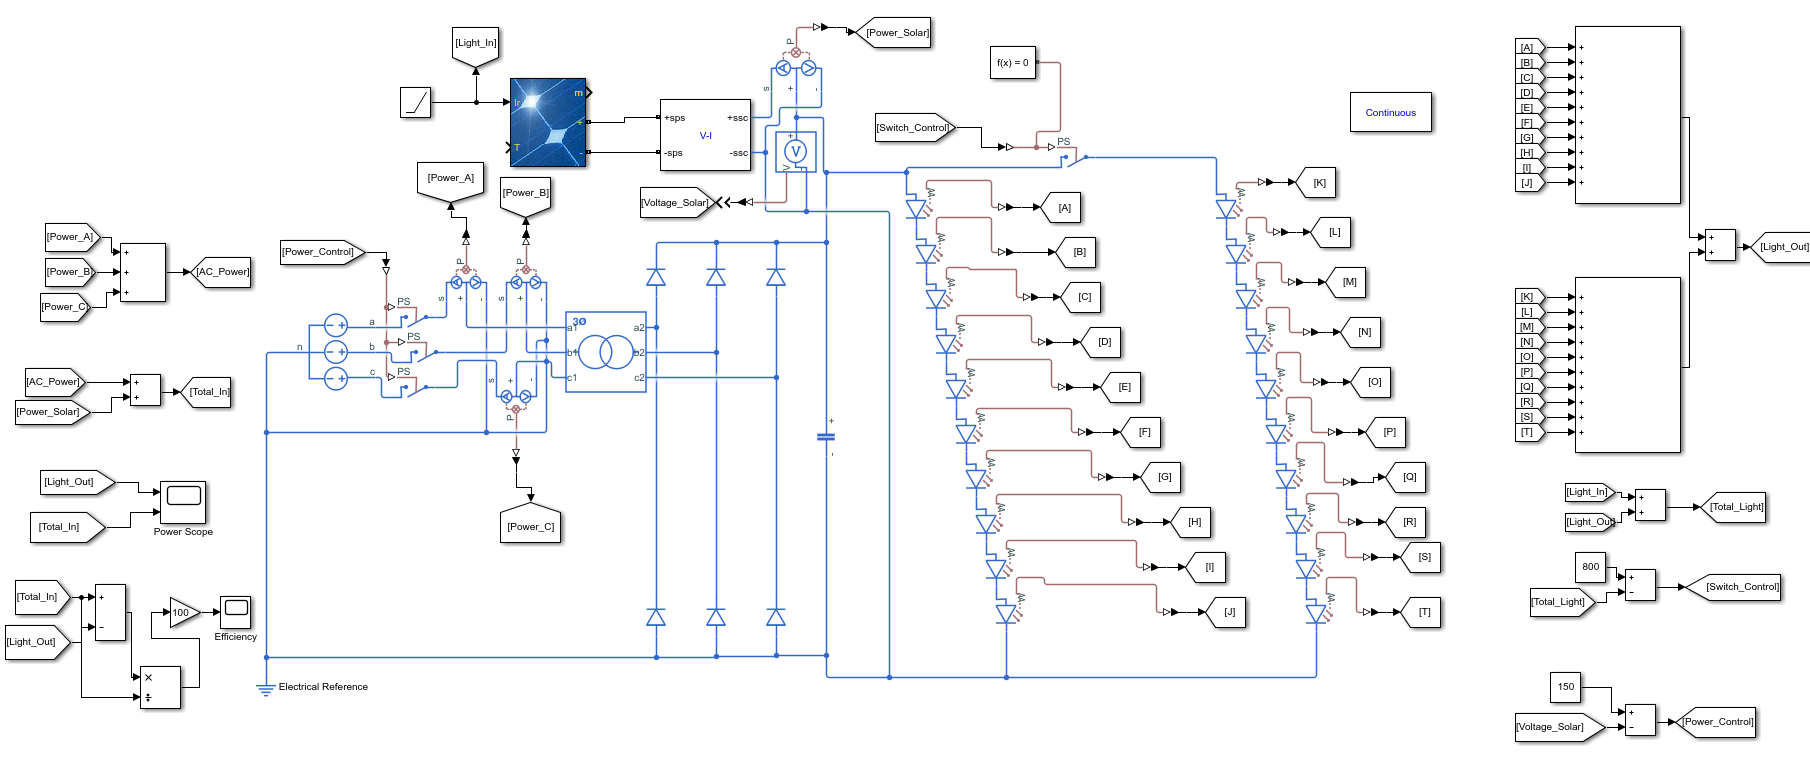 [Light_In]
[Power_Solar]
P
s
+
-
f(x) = 0
Continuous
[Switch_Control]
PS
Ir
m
+
T
-
+sps
-sps
V-I
+ssc
-ssc
+
V
V
-
[Voltage_Solar]
[Power_A]
[Power_B]
P
s
+
-
P
s
+
-
[Power_A]
[Power_B]
[Power_C]
+
+
+
[AC_Power]
[Power_Control]
PS
PS
PS
n
a
b
c
3Ø
a1
b1
c1
a2
b2
c2
s
+
-
P
[Power_C]
[AC_Power]
[Power_Solar]
+
+
[Total_In]
[Light_Out]
[Total_In]
Power Scope
[Total_In]
[Light_Out]
+
−
×
÷
100
Efficiency
Electrical Reference
+
-
W
[A]
W
[B]
W
[C]
W
[D]
W
[E]
W
[F]
W
[G]
W
[H]
W
[I]
W
[J]
W
[K]
W
[L]
W
[M]
W
[N]
W
[O]
W
[P]
W
[Q]
W
[R]
W
[S]
W
[T]
[A] +
[B] +
[C] +
[D] +
[E] +
[F] +
[G] +
[H] +
[I] +
[J] +
+
+
[Light_Out]
[K] +
[L] +
[M] +
[N] +
[O] +
[P] +
[Q] +
[R] +
[S] +
[T] +
[Light_In]
[Light_Out]
+
+
[Total_Light]
800
[Total_Light]
+
−
[Switch_Control]
150
[Voltage_Solar]
+
−
[Power_Control]